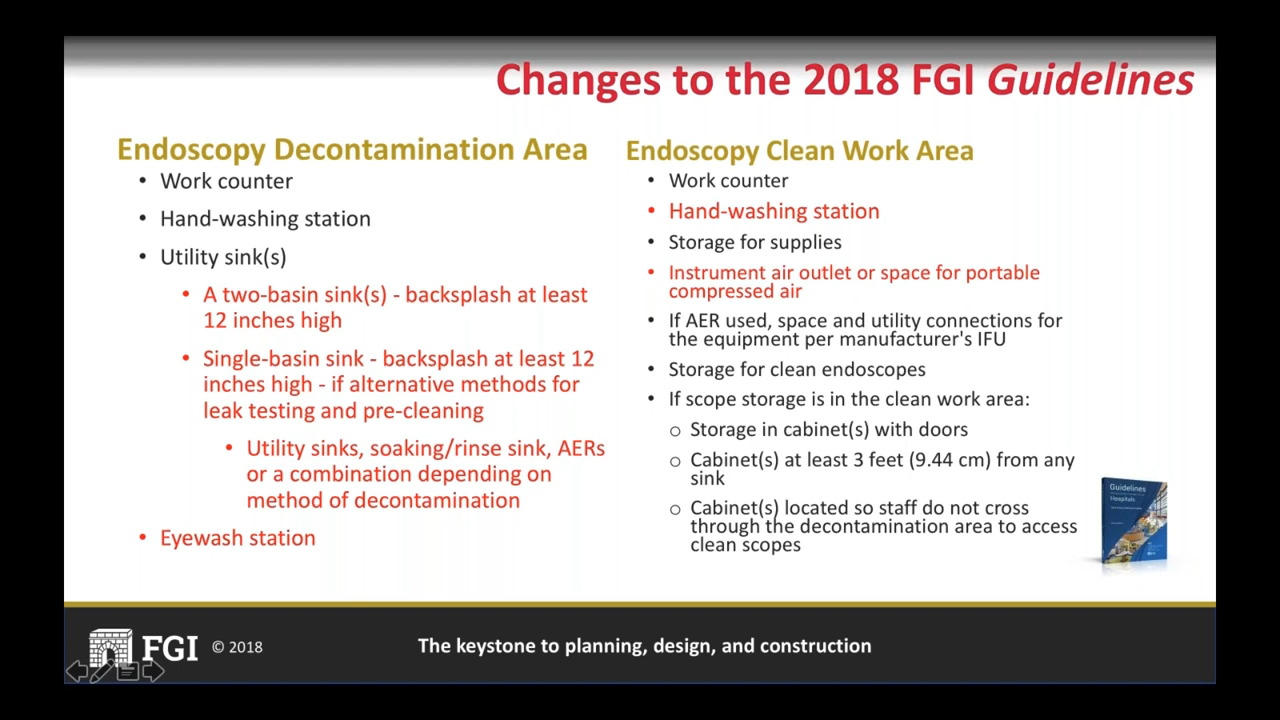 Changes to the 2018 FGI Guidelines
Endoscopy Decontamination Area
• Work counter
• Hand-washing station
• Utility sink(s)
• A two-basin sink(s) - backsplash at least
12 inches high
• Single-basin sink - backsplash at least 12
inches high - if alternative methods for
leak testing and pre-cleaning
• Utility sinks, soaking/rinse sink, AERs
or a combination depending on
method of decontamination
• Eyewash station
Endoscopy Clean Work Area
• Work counter
• Hand-washing station
• Storage for supplies
• Instrument air outlet or space for portable
compressed air
• If AER used, space and utility connections for
the equipment per manufacturer's IFU
• Storage for clean endoscopes
• If scope storage is in the clean work area:
o Storage in cabinet(s) with doors
o Cabinet(s) at least 3 feet (9.44 cm) from any
sink
o Cabinet(s) located so staff do not cross
through the decontamination area to access
clean scopes
Guidelines
Hospitals
FGI © 2018
The keystone to planning, design, and construction